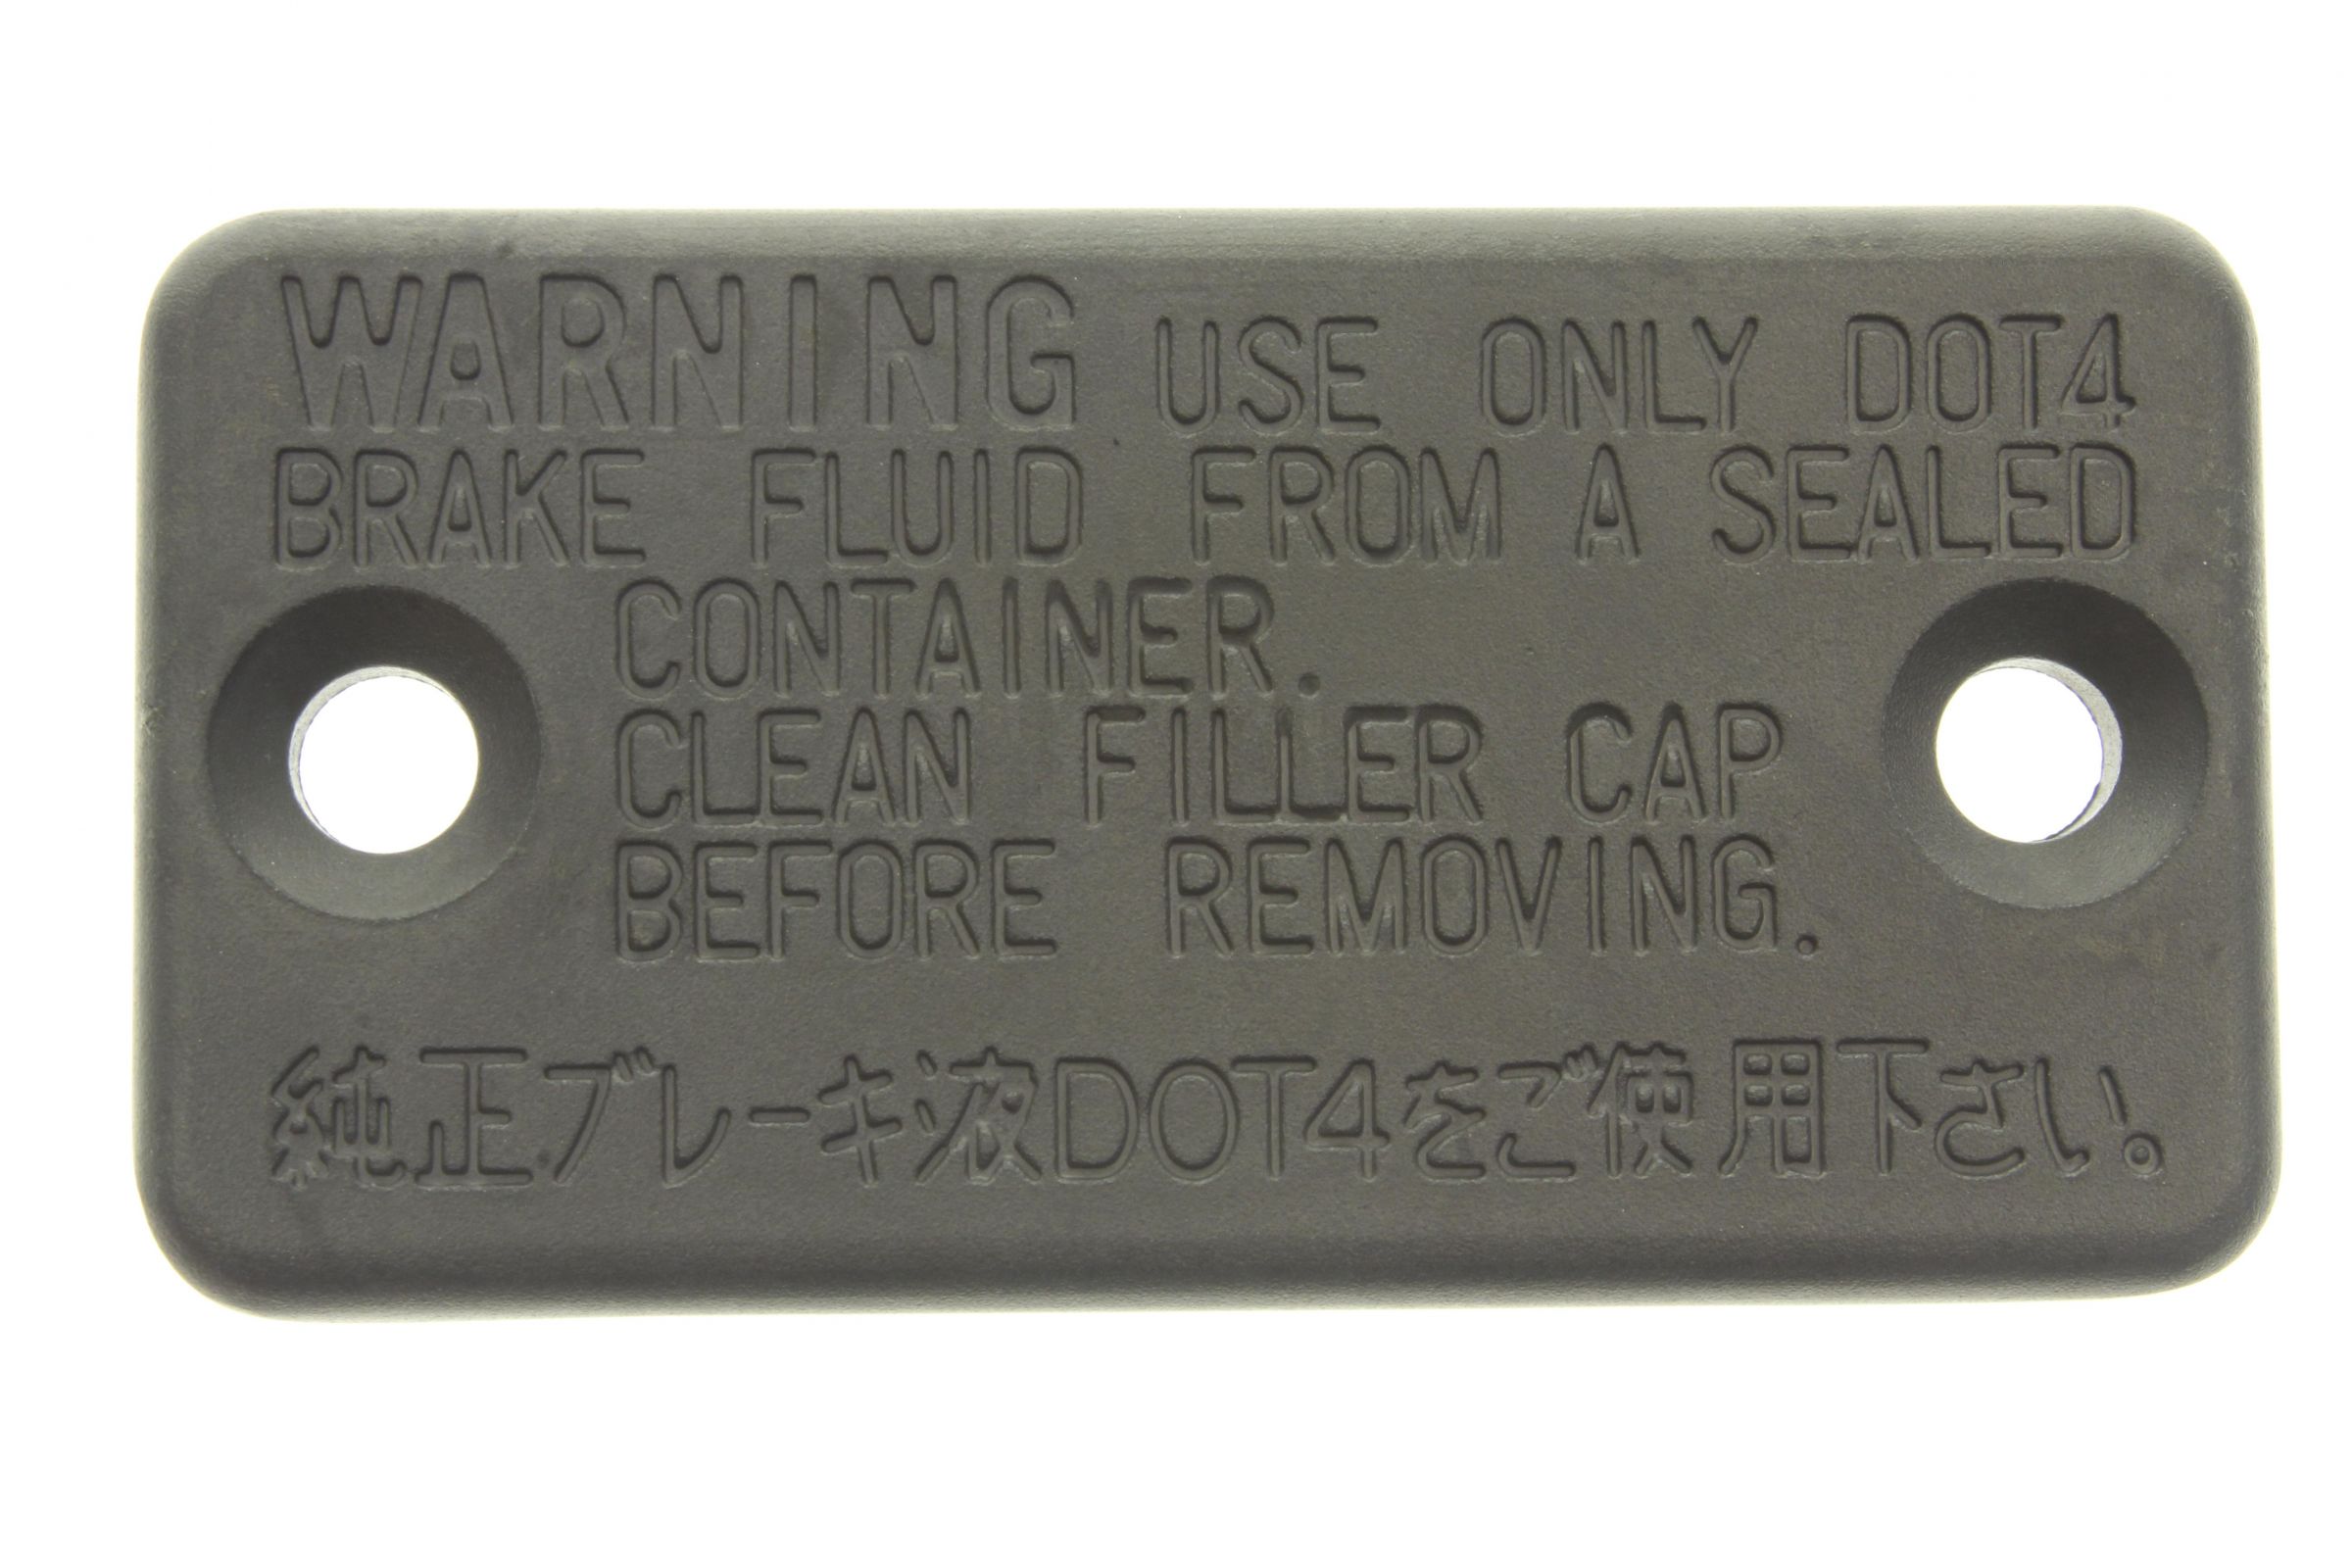 WARNING USE ONLY DOT4
BRAKE FLUID FROM A SEALED
CONTAINER.
CLEAN FILLER CAP
BEFORE REMOVING.
純正ブレーキ液DOT4をご使用下さい。